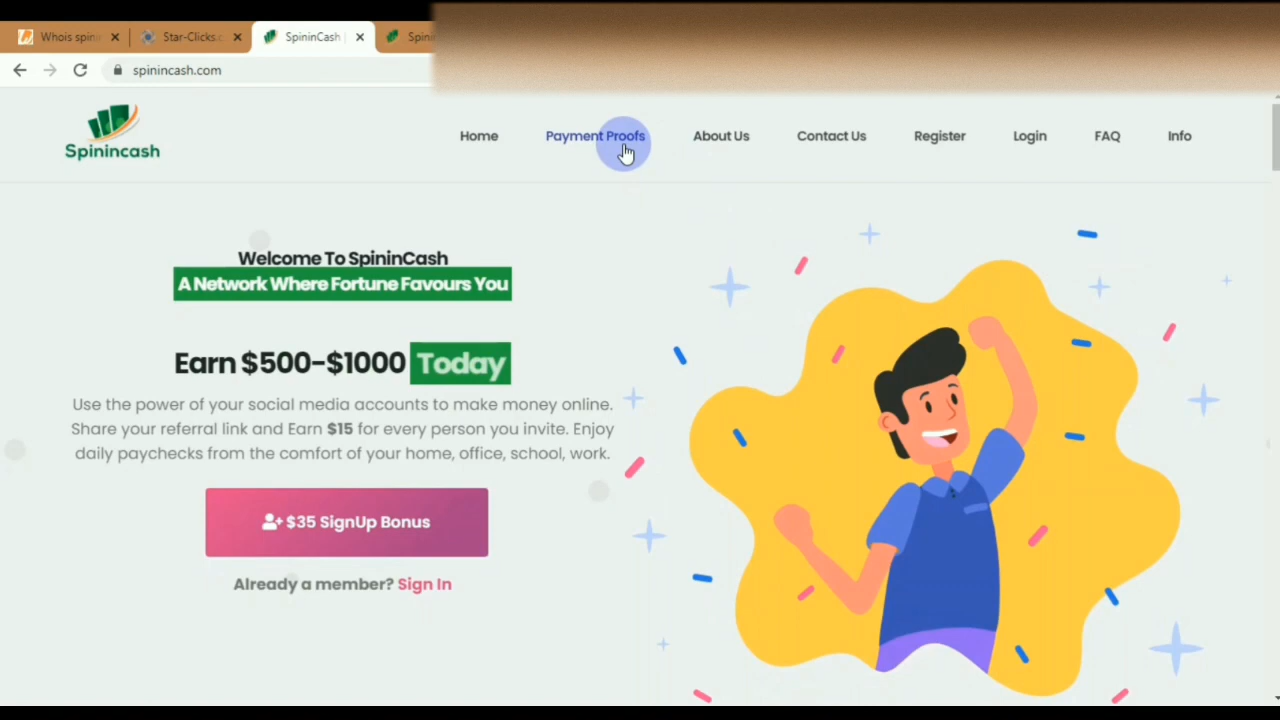 Whois spin
Star-Clicks.c
SpininCash |
Spini
spinincash.com
Spinincash
Home
Payment Proofs
About Us
Contact Us
Register
Login
FAQ
Info
Welcome To SpininCash
A Network Where Fortune Favours You
Earn $500-$1000 Today
Use the power of your social media accounts to make money online.
Share your referral link and Earn $15 for every person you invite. Enjoy
daily paychecks from the comfort of your home, office, school, work.
$35 SignUp Bonus
Already a member? Sign In